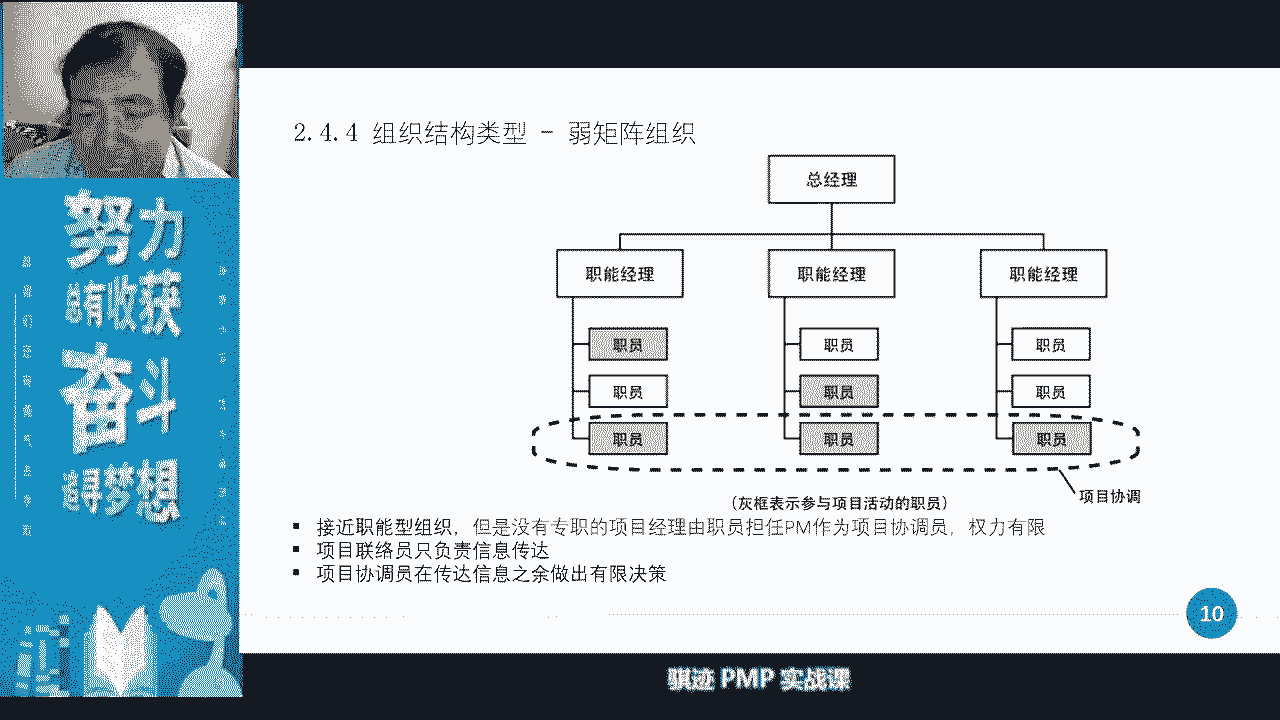 2.4.4 组织结构类型 - 弱矩阵组织
总经理
职能经理 职能经理 职能经理
职员 职员 职员
职员 职员 职员
职员 职员 职员
项目协调
（灰框表示参与项目活动的职员）
▪ 接近职能型组织，但是没有专职的项目经理由职员担任PM作为项目协调员，权力有限
▪ 项目联络员只负责信息传达
▪ 项目协调员在传达信息之余做出有限决策
10
努力
总有收获
奋斗
追寻梦想
骐迹 PMP 实战课